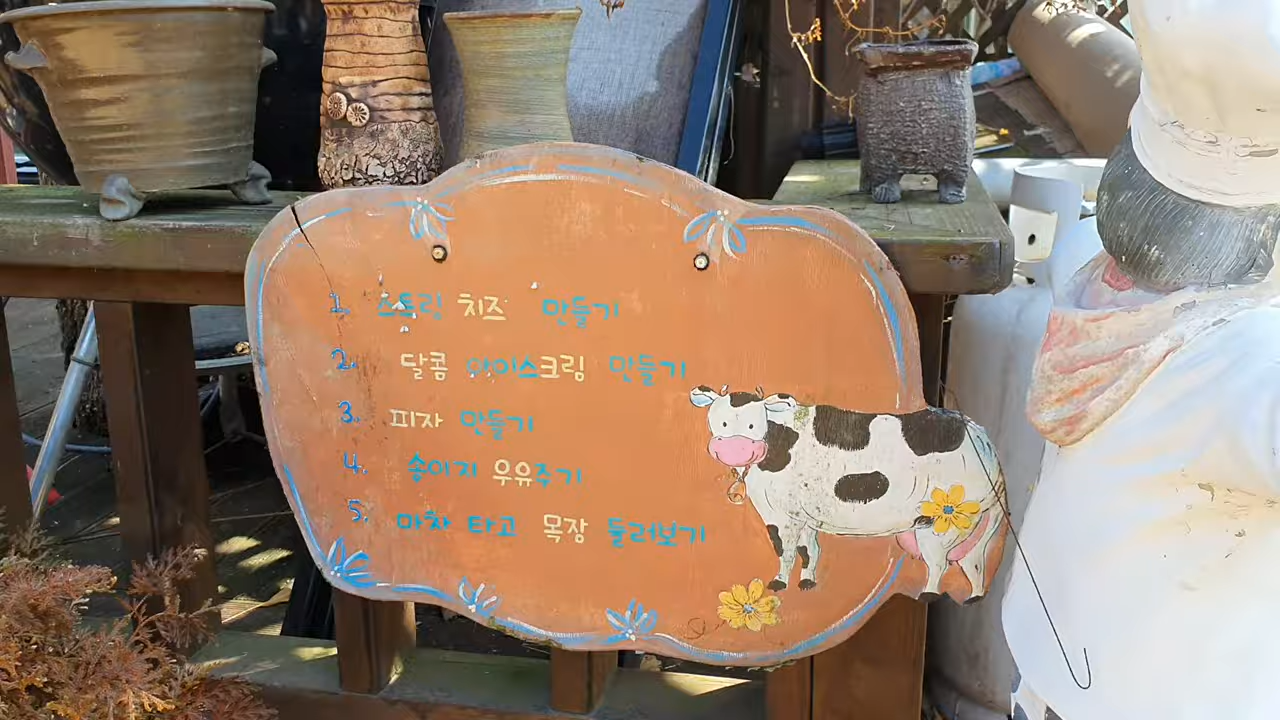 1. 스트링 치즈 만들기
2. 달콤 아이스크림 만들기
3. 피자 만들기
4. 송아지 우유주기
5. 마차 타고 목장 둘러보기